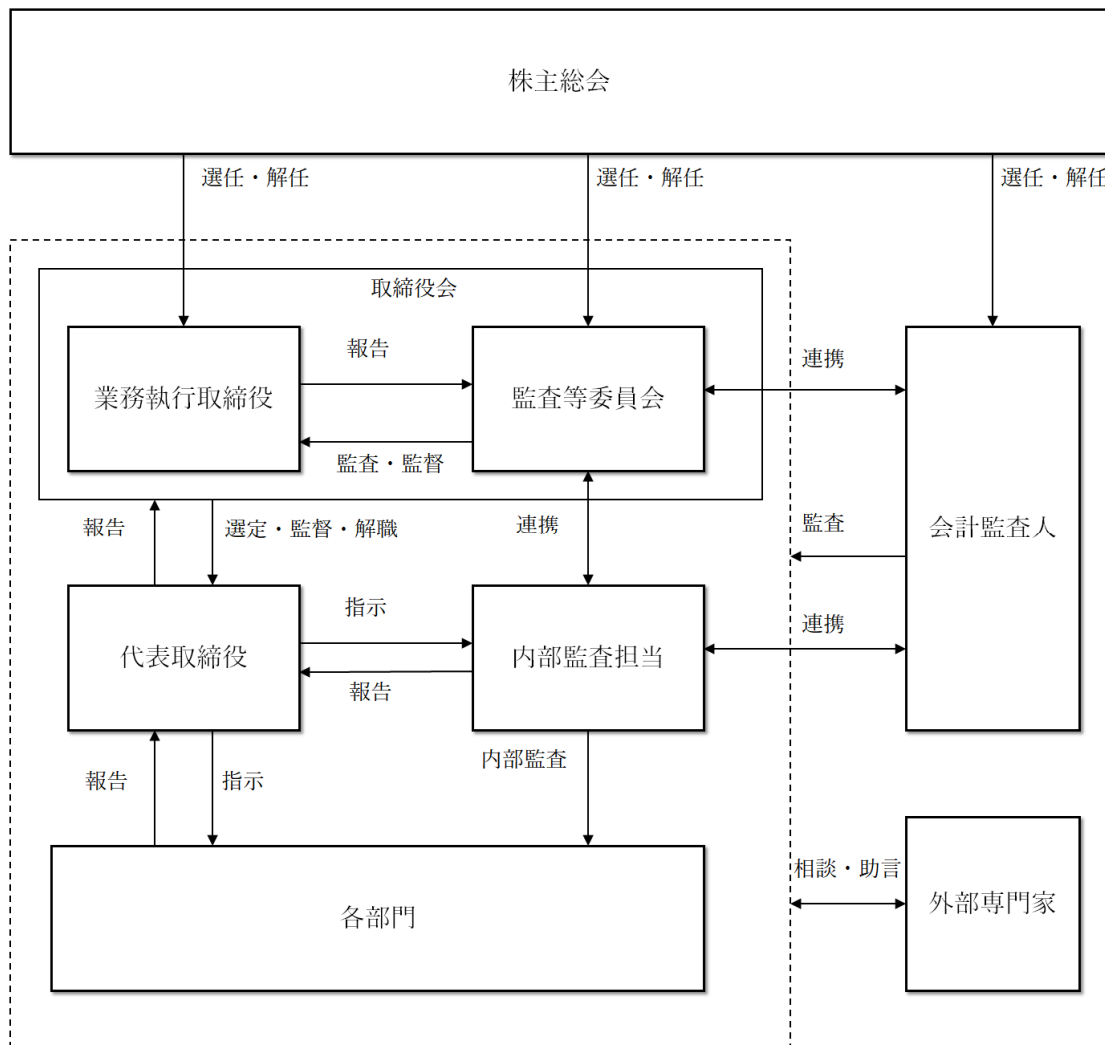 株主総会
選任・解任
選任・解任
選任・解任
取締役会
業務執行取締役
報告
監査・監督
監査等委員会
連携
会計監査人
報告
選定・監督・解職
連携
監査
代表取締役
指示
報告
内部監査担当
連携
報告
指示
内部監査
各部門
相談・助言
外部専門家